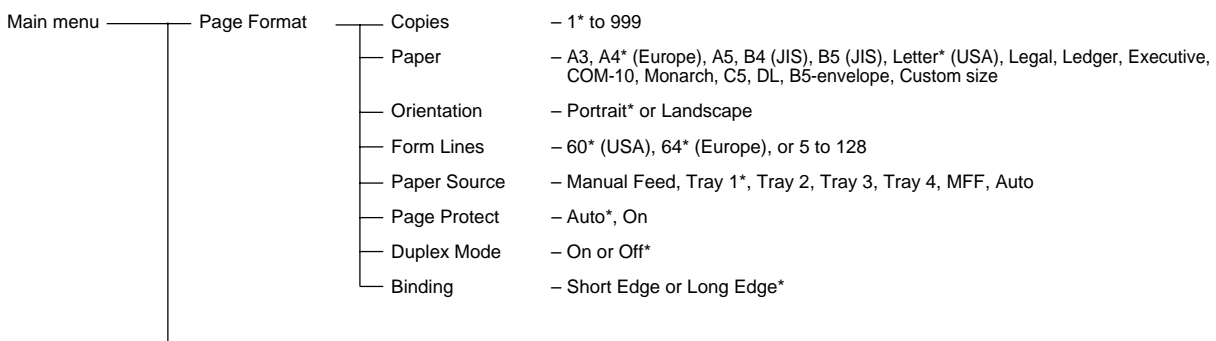 Main menu Page Format Copies – 1* to 999
Paper – A3, A4* (Europe), A5, B4 (JIS), B5 (JIS), Letter* (USA), Legal, Ledger, Executive,
COM-10, Monarch, C5, DL, B5-envelope, Custom size
Orientation – Portrait* or Landscape
Form Lines – 60* (USA), 64* (Europe), or 5 to 128
Paper Source – Manual Feed, Tray 1*, Tray 2, Tray 3, Tray 4, MFF, Auto
Page Protect – Auto*, On
Duplex Mode – On or Off*
Binding – Short Edge or Long Edge*